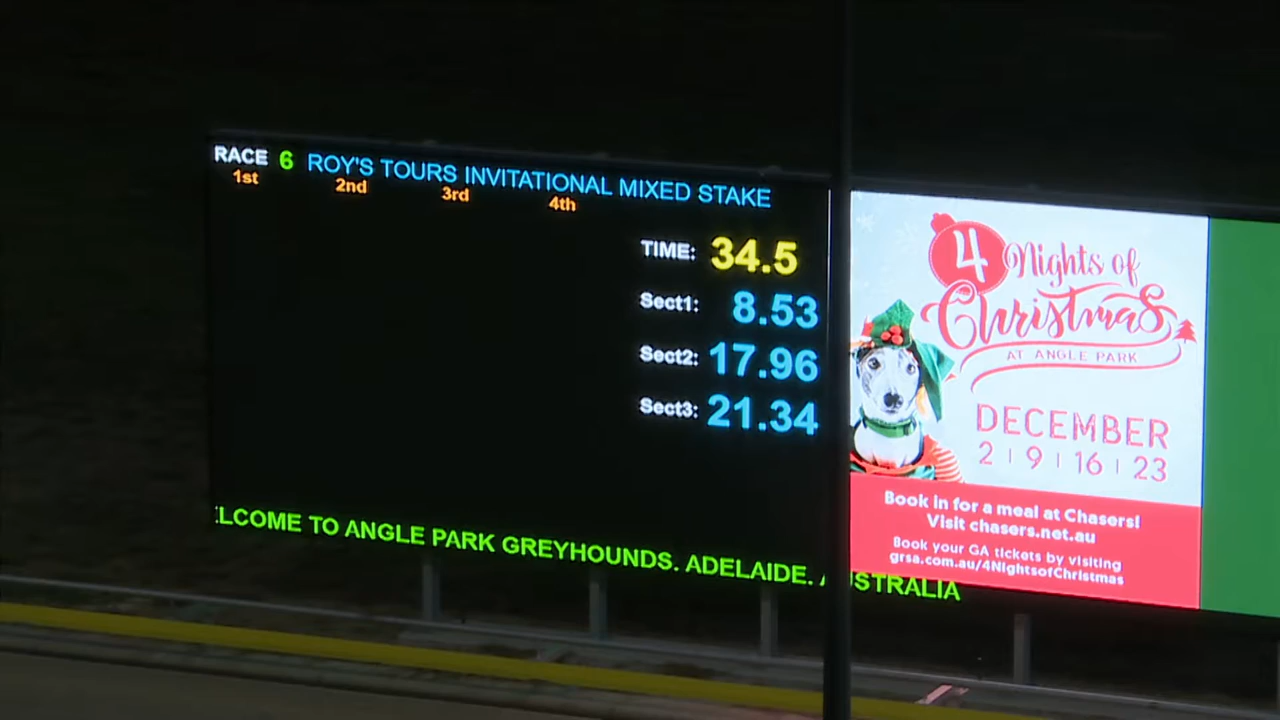 RACE 6 ROY'S TOURS INVITATIONAL MIXED STAKE
1st 2nd 3rd 4th
TIME: 34.5
Sect1: 8.53
Sect2: 17.96
Sect3: 21.34
ELCOME TO ANGLE PARK GREYHOUNDS. ADELAIDE. AUSTRALIA
4 Nights of
Christmas
AT ANGLE PARK
DECEMBER
2 | 9 | 16 | 23
Book in for a meal at Chasers!
Visit chasers.net.au
Book your GA tickets by visiting
grsa.com.au/4NightsofChristmas